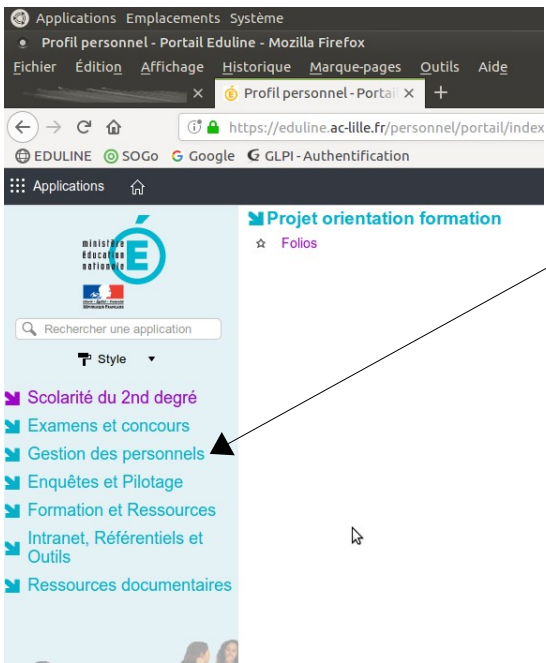 Applications Emplacements Système
Profil personnel - Portail Eduline - Mozilla Firefox
Fichier Édition Affichage Historique Marque-pages Outils Aide
Profil personnel - Portail
https://eduline.ac-lille.fr/personnel/portail/index
EDULINE SOGo Google GLPI - Authentification
Applications
ministère
éducation
nationale
Rechercher une application
Style
Scolarité du 2nd degré
Examens et concours
Gestion des personnels
Enquêtes et Pilotage
Formation et Ressources
Intranet, Référentiels et
Outils
Ressources documentaires
Projet orientation formation
Folios